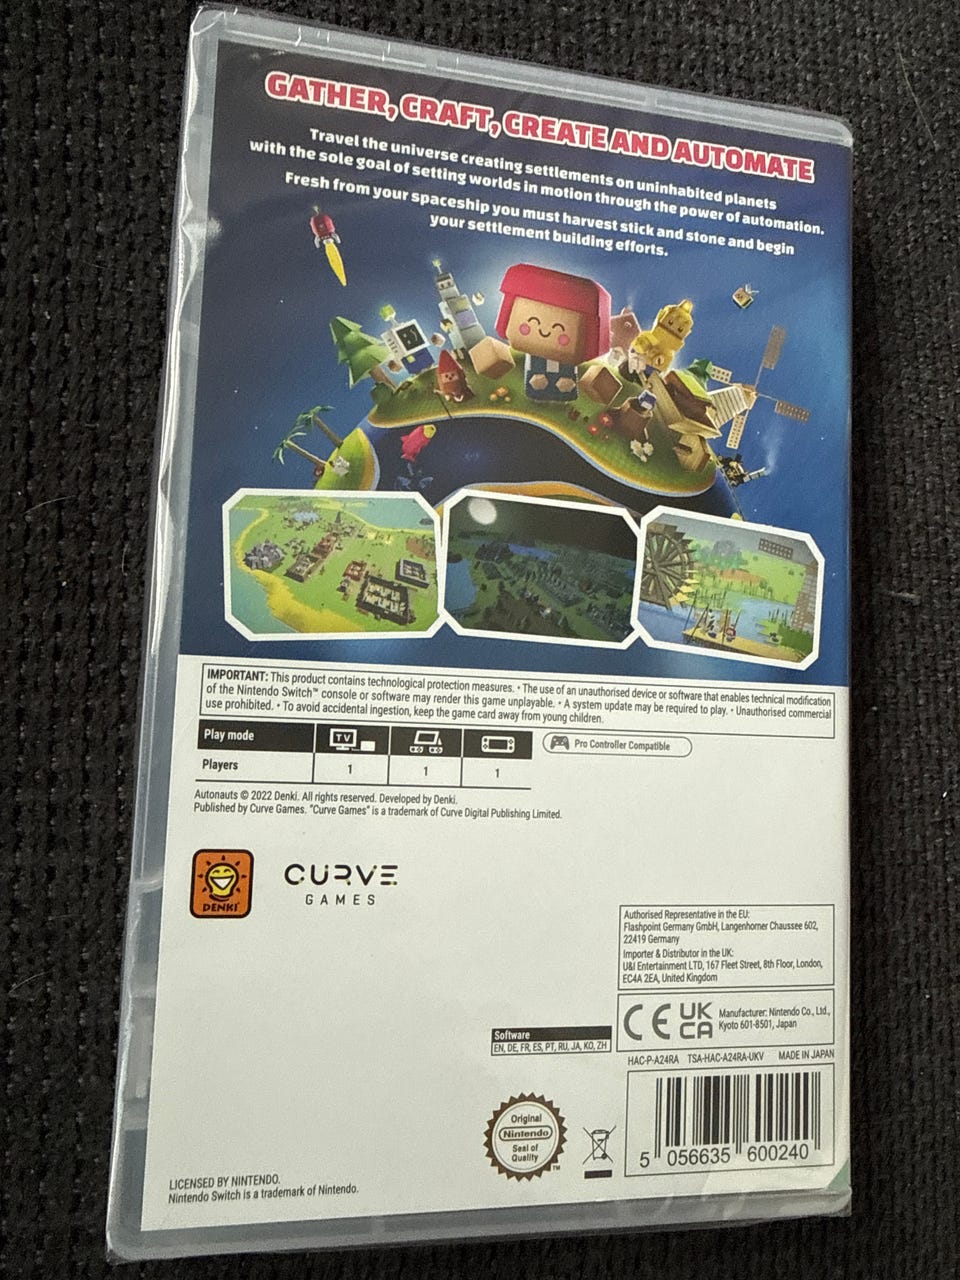 GATHER, CRAFT, CREATE AND AUTOMATE
Travel the universe creating settlements on uninhabited planets
with the sole goal of setting worlds in motion through the power of automation.
Fresh from your spaceship you must harvest stick and stone and begin
your settlement building efforts.
IMPORTANT: This product contains technological protection measures. • The use of an unauthorised device or software that enables technical modification
of the Nintendo Switch™ console or software may render this game unplayable. • A system update may be required to play. • Unauthorised commercial
use prohibited. • To avoid accidental ingestion, keep the game card away from young children.
Play mode
TV
Pro Controller Compatible
Players
1
1
1
Autonauts © 2022 Denki. All rights reserved. Developed by Denki.
Published by Curve Games. "Curve Games" is a trademark of Curve Digital Publishing Limited.
DENKI
CURVE
GAMES
Authorised Representative in the EU:
Flashpoint Germany GmbH, Langenhorner Chaussee 602,
22419 Germany
Importer & Distributor in the UK:
U&I Entertainment LTD, 167 Fleet Street, 8th Floor, London,
EC4A 2EA, United Kingdom
CE
UK
CA
Manufacturer: Nintendo Co., Ltd.,
Kyoto 601-8501, Japan
Software
EN, DE, FR, ES, PT, RU, JA, KO, ZH
HAC-P-A24RA TSA-HAC-A24RA-UKV MADE IN JAPAN
Original
Nintendo
Seal of
Quality
TM
5 056635 600240
LICENSED BY NINTENDO.
Nintendo Switch is a trademark of Nintendo.